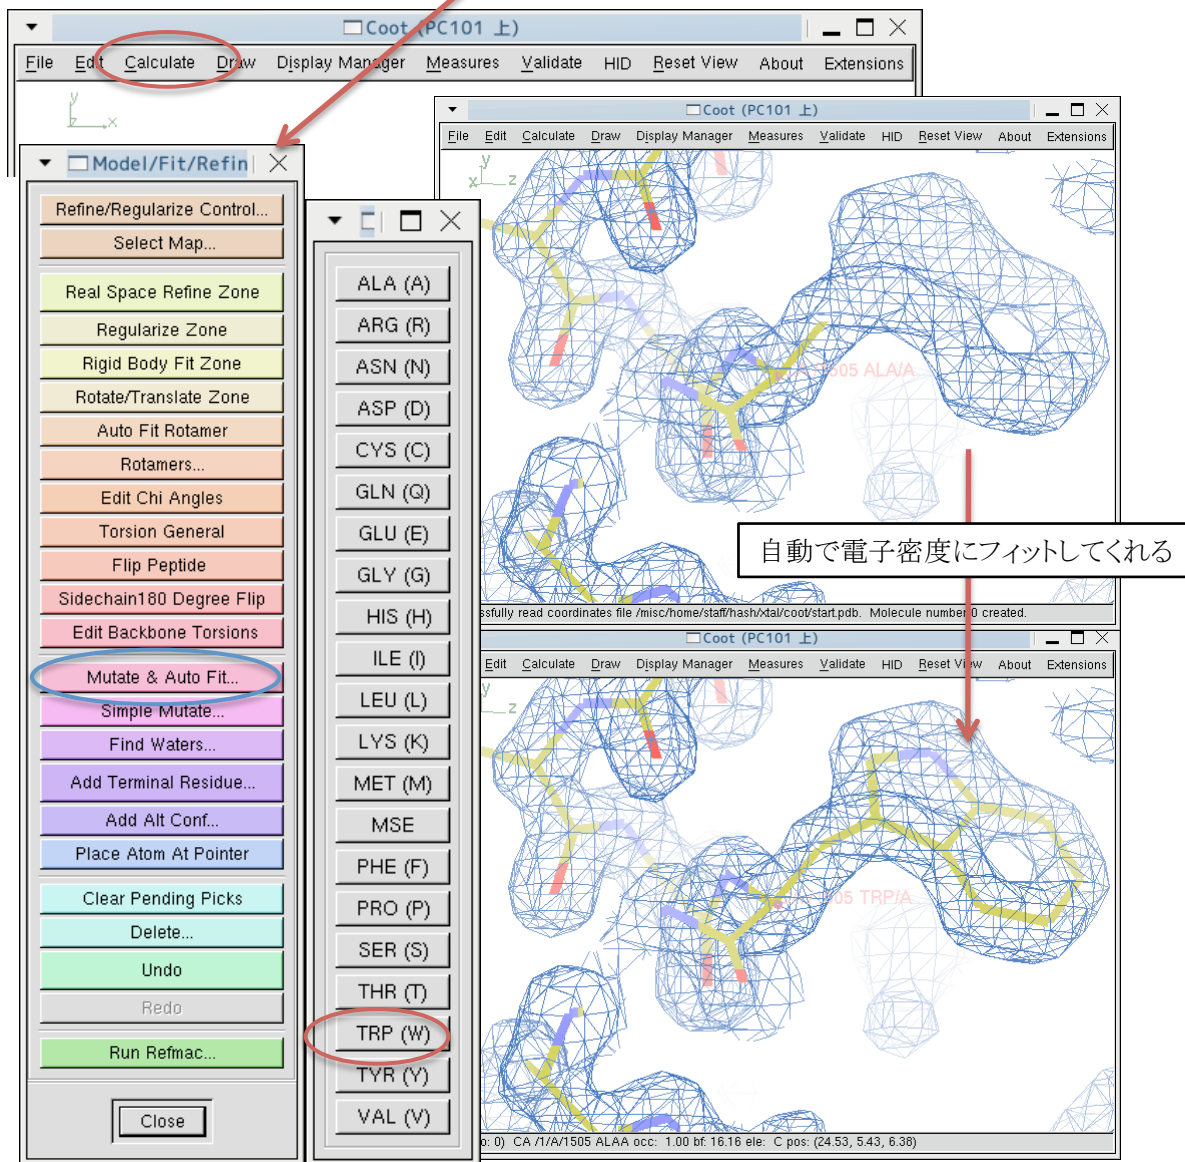 Coot (PC101 上)
File Edit Calculate Draw Display Manager Measures Validate HID Reset View About Extensions
y
z x
Model/Fit/Refin
Refine/Regularize Control...
Select Map...
Real Space Refine Zone
Regularize Zone
Rigid Body Fit Zone
Rotate/Translate Zone
Auto Fit Rotamer
Rotamers...
Edit Chi Angles
Torsion General
Flip Peptide
Sidechain180 Degree Flip
Edit Backbone Torsions
Mutate & Auto Fit...
Simple Mutate...
Find Waters...
Add Terminal Residue...
Add Alt Conf...
Place Atom At Pointer
Clear Pending Picks
Delete...
Undo
Redo
Run Refmac...
Close
ALA (A)
ARG (R)
ASN (N)
ASP (D)
CYS (C)
GLN (Q)
GLU (E)
GLY (G)
HIS (H)
ILE (I)
LEU (L)
LYS (K)
MET (M)
MSE
PHE (F)
PRO (P)
SER (S)
THR (T)
TRP (W)
TYR (Y)
VAL (V)
Coot (PC101 上)
File Edit Calculate Draw Display Manager Measures Validate HID Reset View About Extensions
y
x z
1505 ALA/A
自動で電子密度にフィットしてくれる
ssfully read coordinates file /misc/home/staff/hash/xtal/coot/start.pdb. Molecule number 0 created.
Coot (PC101 上)
Edit Calculate Draw Display Manager Measures Validate HID Reset View About Extensions
y
z
505 TRP/A
o: 0) CA /1/A/1505 ALAA occ: 1.00 bf: 16.16 ele: C pos: (24.53, 5.43, 6.38)